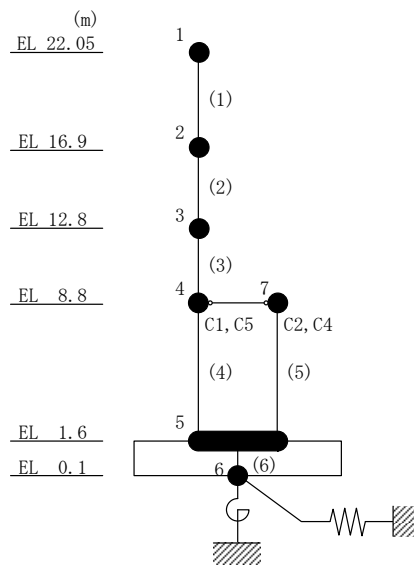 (m)
1
EL 22.05
(1)
2
EL 16.9
(2)
3
EL 12.8
(3)
4
7
EL 8.8
C1,C5
C2,C4
(4)
(5)
5
EL 1.6
6
(6)
EL 0.1